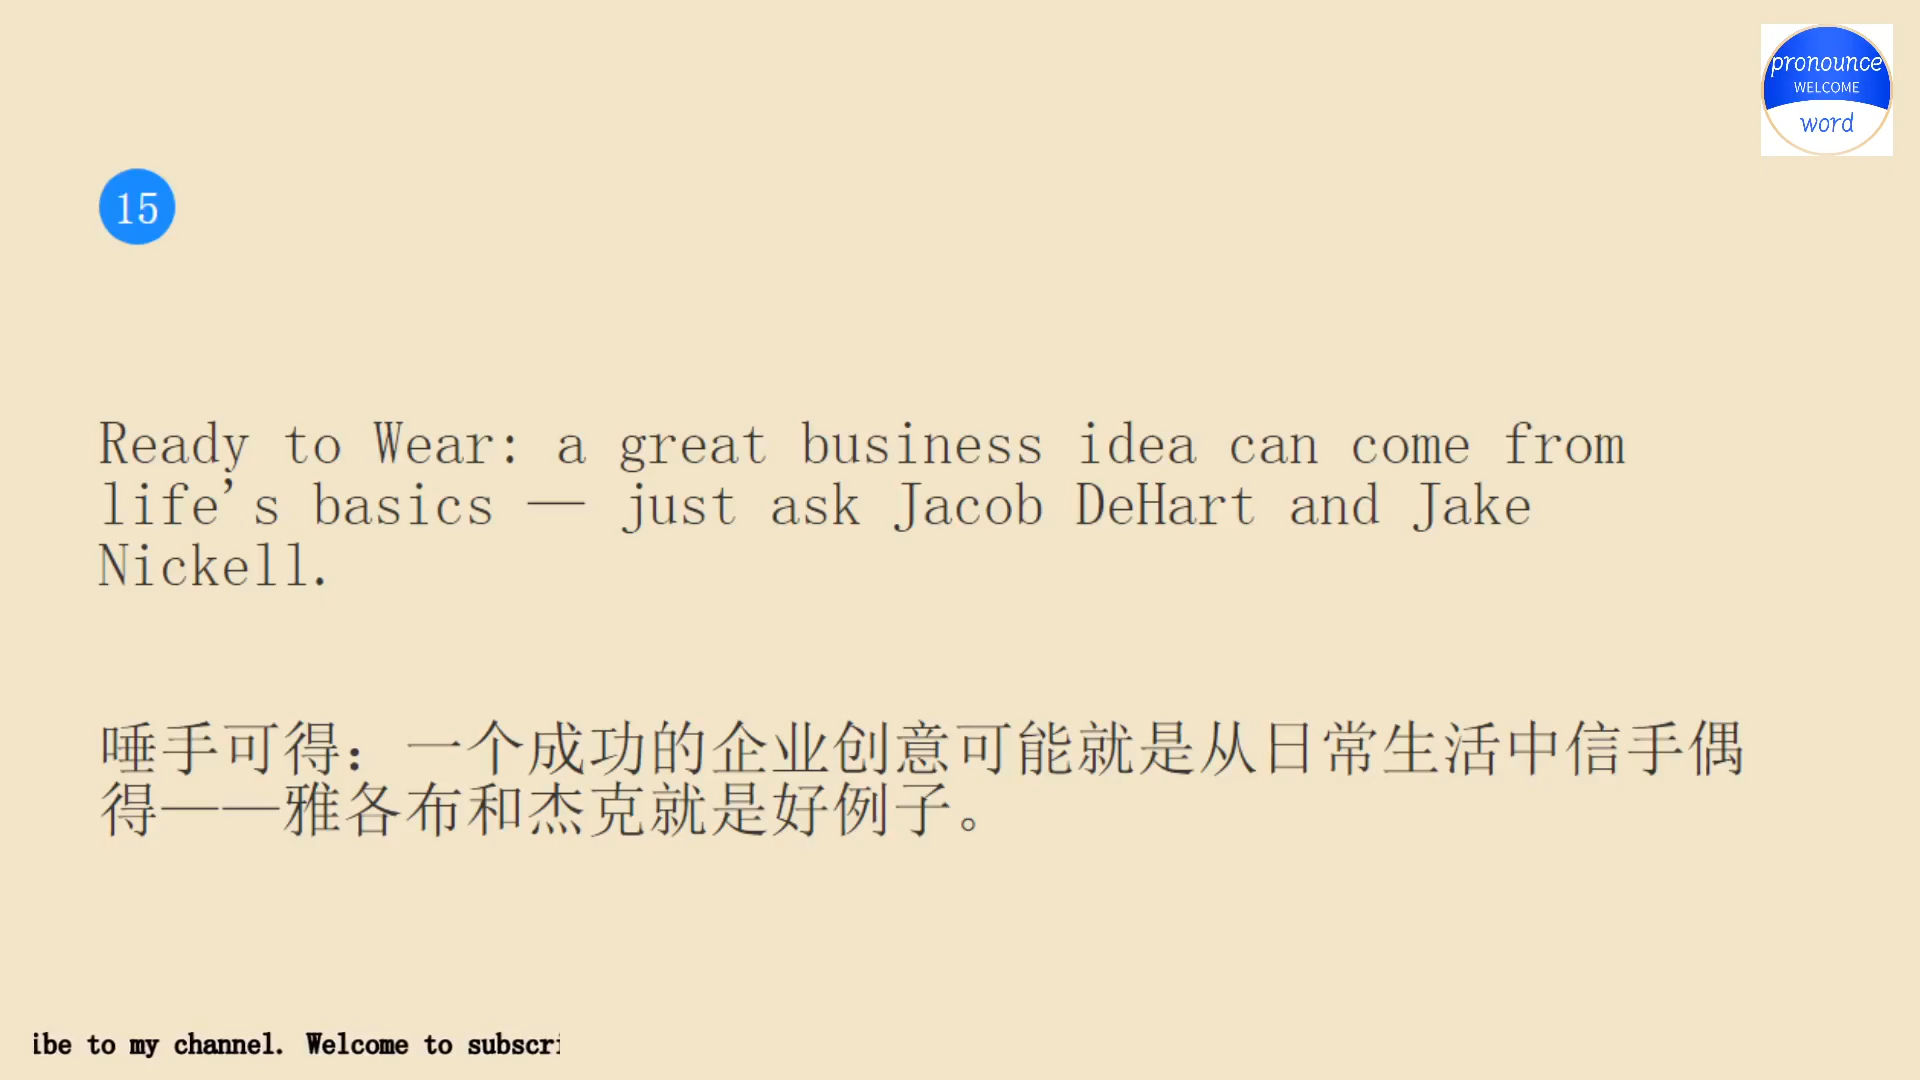 pronounce
WELCOME
word
15
Ready to Wear: a great business idea can come from
life's basics — just ask Jacob DeHart and Jake
Nickell.
唾手可得：一个成功的企业创意可能就是从日常生活中信手偶
得——雅各布和杰克就是好例子。
ibe to my channel. Welcome to subscri